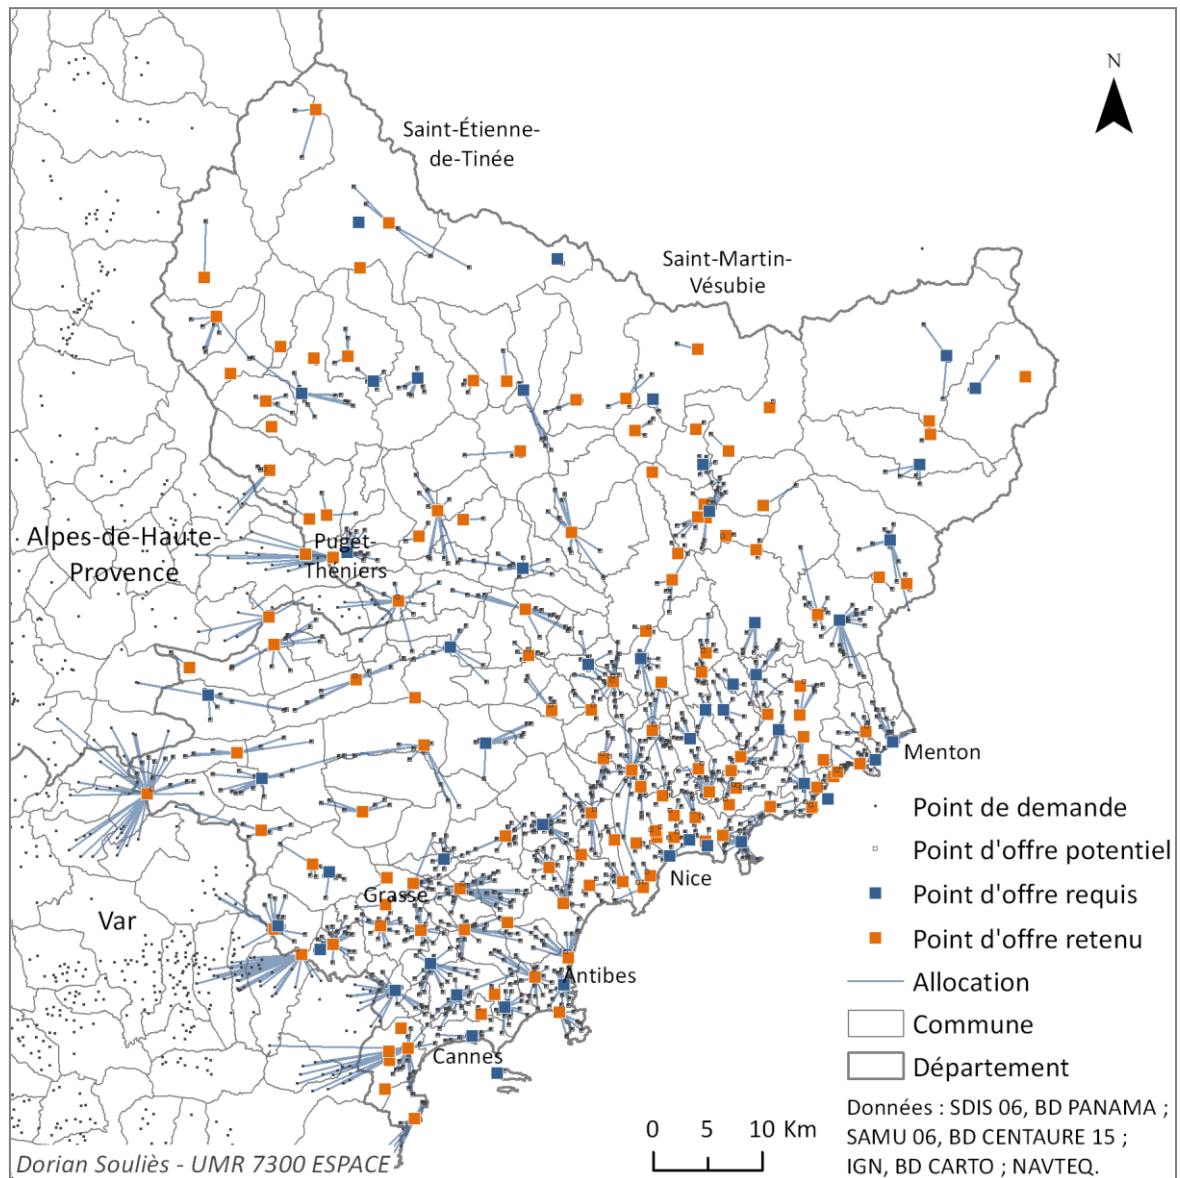 N
Saint-Étienne-
de-Tinée
Saint-Martin-
Vésubie
Alpes-de-Haute-
Provence
Puget-
Théniers
Menton
Nice
Grasse
Var
Antibes
Cannes
Point de demande
Point d'offre potentiel
Point d'offre requis
Point d'offre retenu
Allocation
Commune
Département
0 5 10 Km
Données : SDIS 06, BD PANAMA ;
SAMU 06, BD CENTAURE 15 ;
IGN, BD CARTO ; NAVTEQ.
Dorian Souliès - UMR 7300 ESPACE